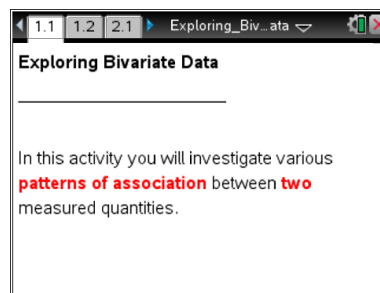 1.1 1.2 2.1 Exploring_Biv...ata
Exploring Bivariate Data
In this activity you will investigate various
patterns of association between two
measured quantities.